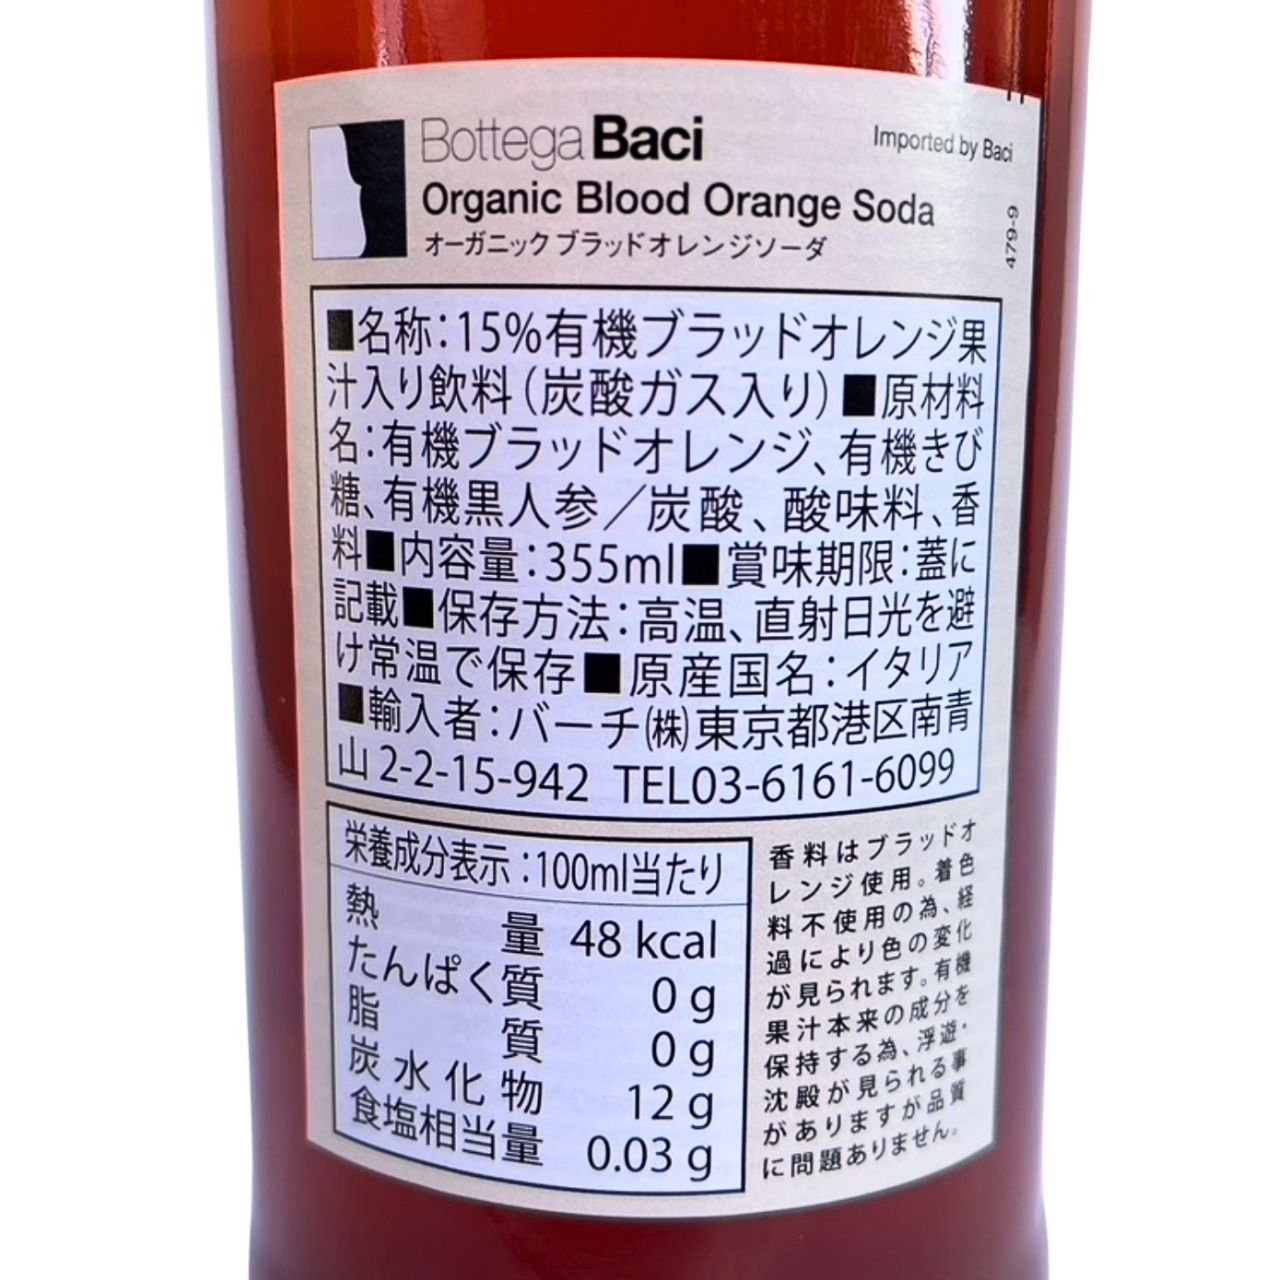 Bottega Baci
Imported by Baci
Organic Blood Orange Soda
オーガニック ブラッドオレンジソーダ
479-9
■名称:15%有機ブラッドオレンジ果
汁入り飲料(炭酸ガス入り)■原材料
名:有機ブラッドオレンジ、有機きび
糖、有機黒人参/炭酸、酸味料、香
料■内容量:355ml■賞味期限:蓋に
記載■保存方法:高温、直射日光を避
け常温で保存■原産国名:イタリア
■輸入者:バーチ㈱東京都港区南青
山2-2-15-942 TEL03-6161-6099
栄養成分表示:100ml当たり
熱量 48 kcal
たんぱく質 0 g
脂質 0 g
炭水化物 12 g
食塩相当量 0.03 g
香料はブラッドオ
レンジ使用。着色
料不使用の為、経
過により色の変化
が見られます。有機
果汁本来の成分を
保持する為、浮遊・
沈殿が見られる事
がありますが品質
に問題ありません。